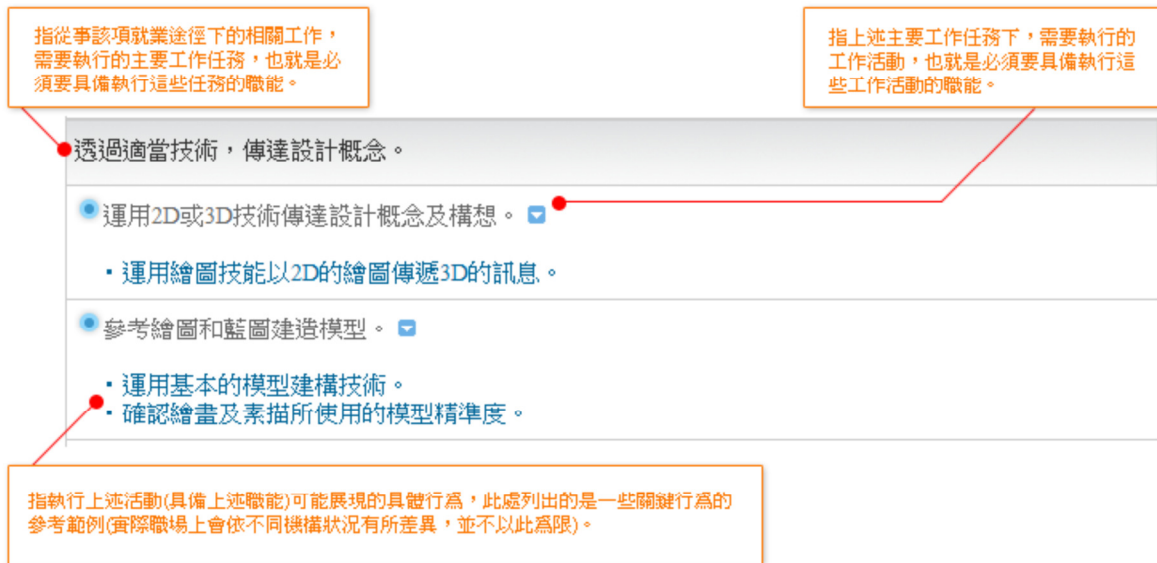 指從事該項就業途徑下的相關工作，
需要執行的主要工作任務，也就是必
須要具備執行這些任務的職能。
指上述主要工作任務下，需要執行的
工作活動，也就是必須要具備執行這
些工作活動的職能。
透過適當技術，傳達設計概念。
運用2D或3D技術傳達設計概念及構想。
・運用繪圖技能以2D的繪圖傳遞3D的訊息。
參考繪圖和藍圖建造模型。
・運用基本的模型建構技術。
・確認繪畫及素描所使用的模型精準度。
指執行上述活動(具備上述職能)可能展現的具體行為，此處列出的是一些關鍵行為的
參考範例(實際職場上會依不同機構狀況有所差異，並不以此為限)。